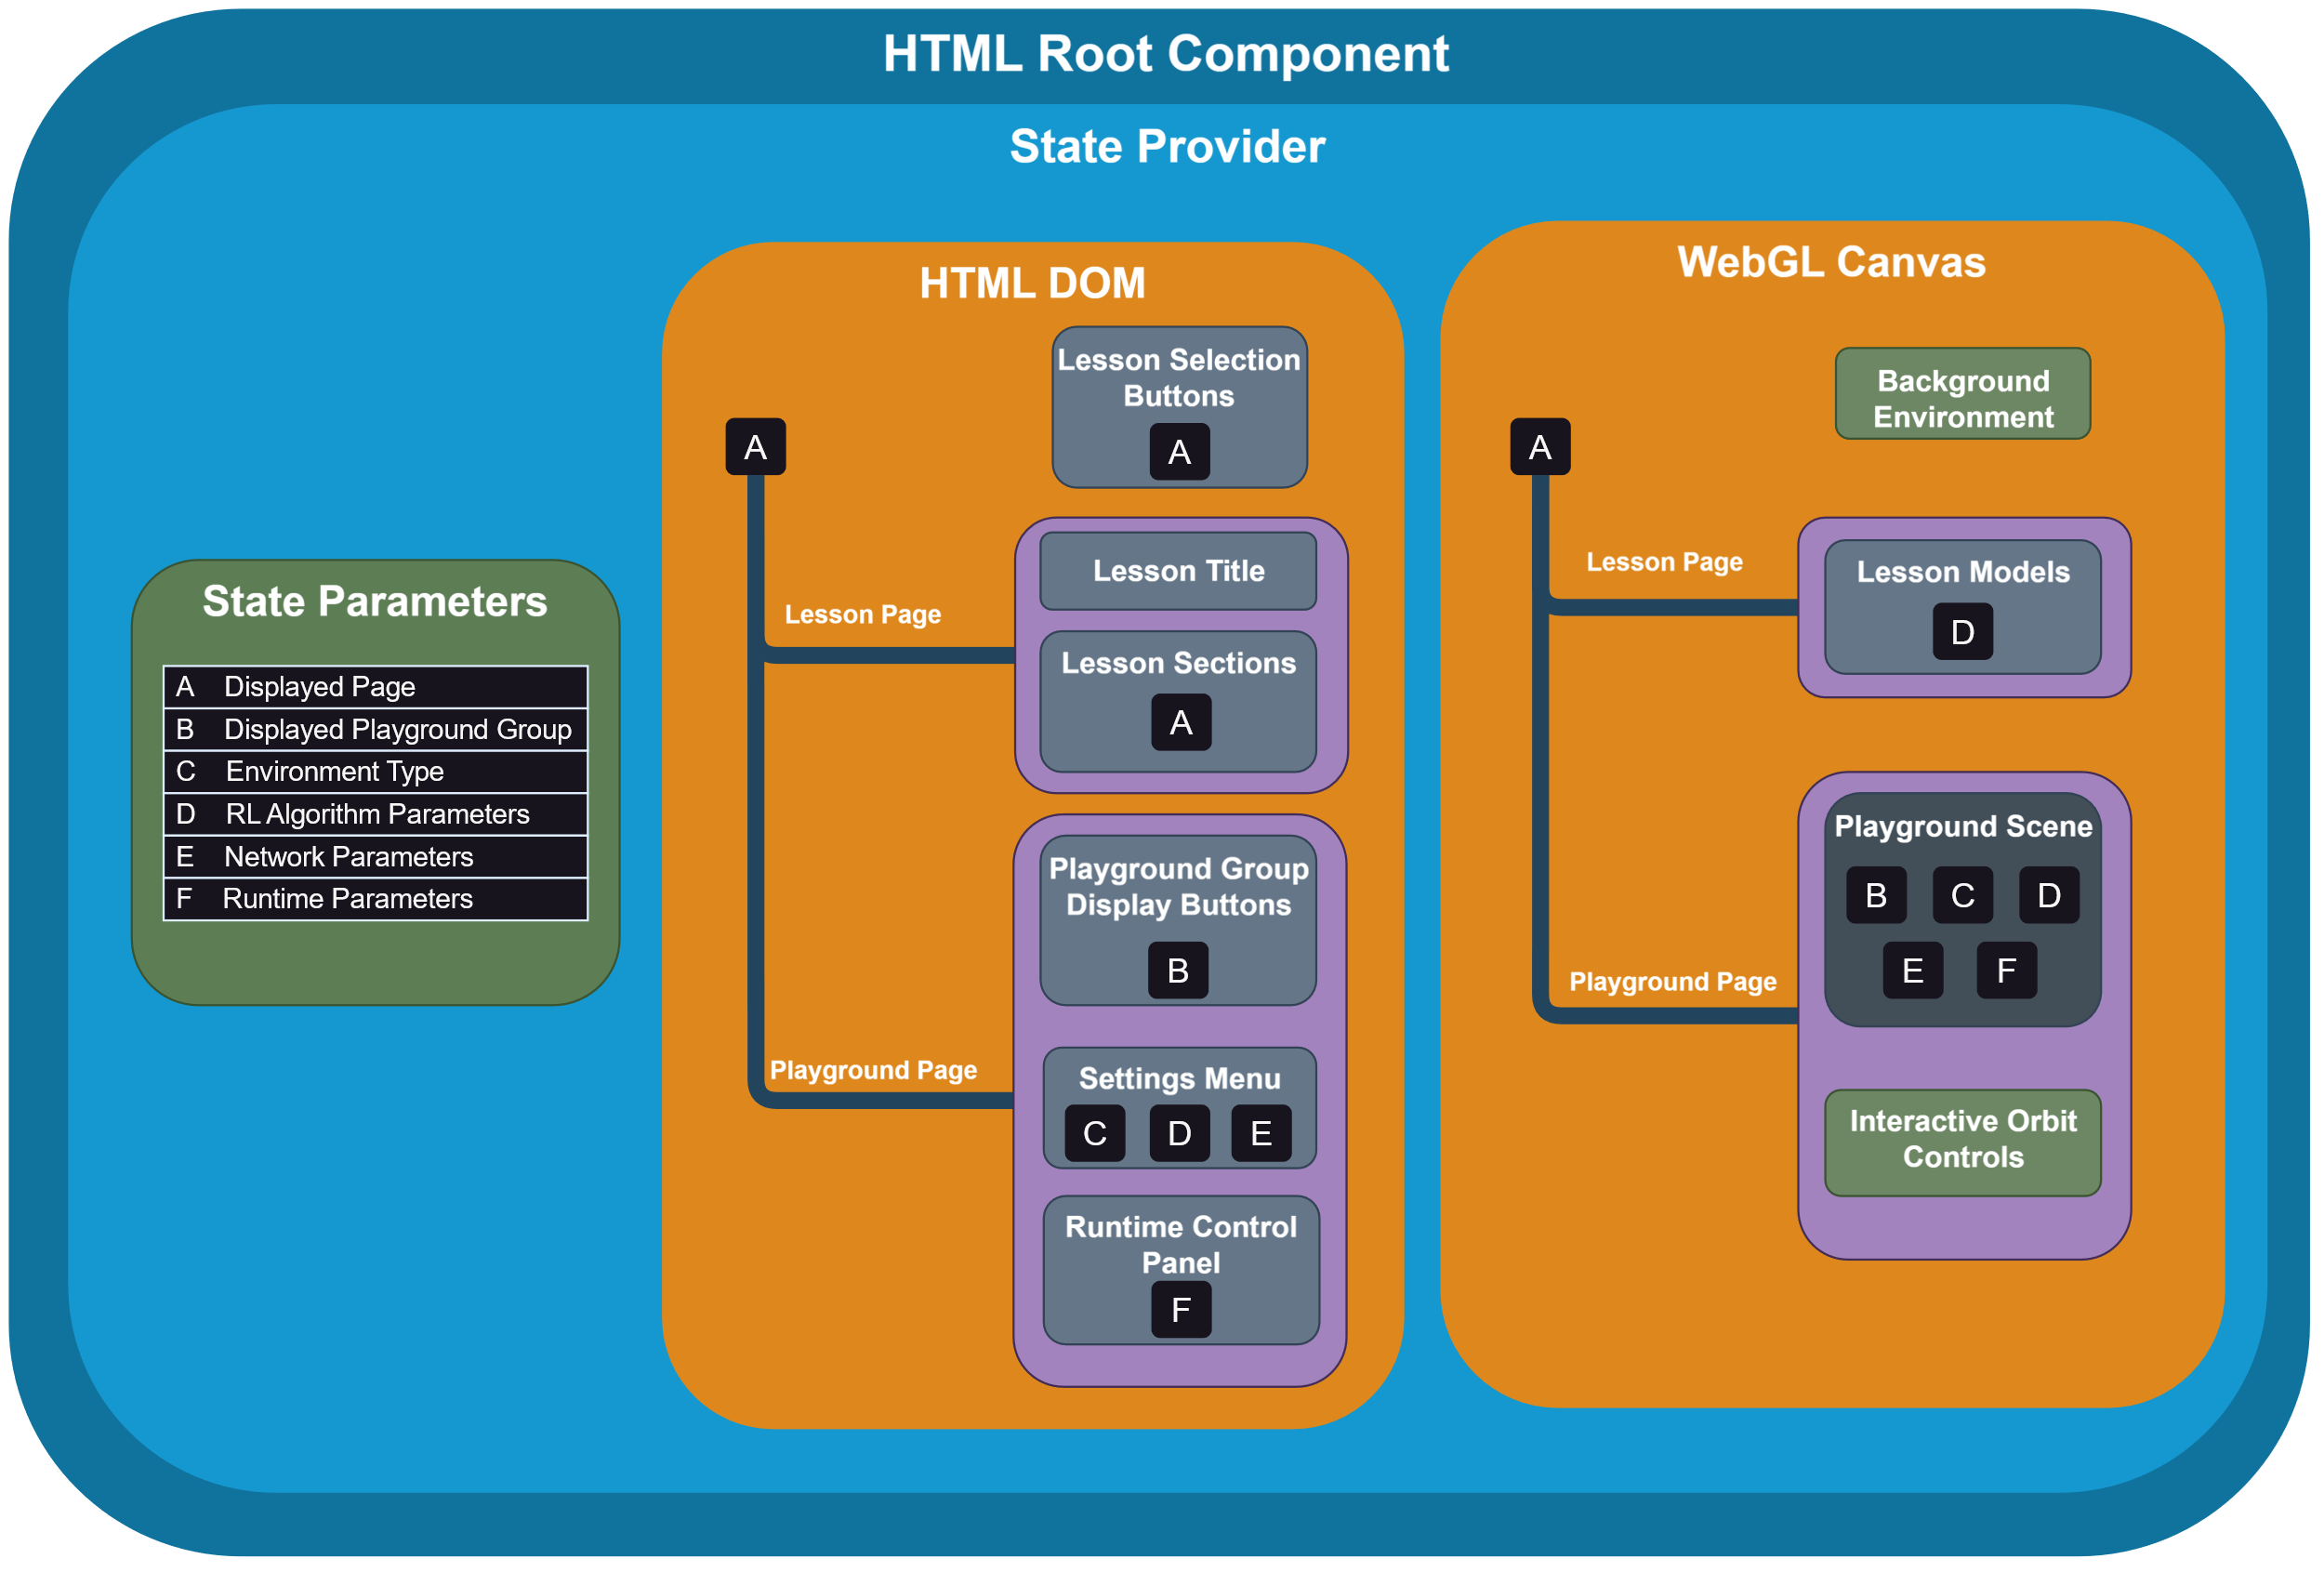 HTML Root Component
State Provider
State Parameters
A Displayed Page
B Displayed Playground Group
C Environment Type
D RL Algorithm Parameters
E Network Parameters
F Runtime Parameters
HTML DOM
A
Lesson Selection
Buttons
A
Lesson Page
Lesson Title
Lesson Sections
A
Playground Page
Playground Group
Display Buttons
B
Settings Menu
C D E
Runtime Control
Panel
F
WebGL Canvas
Background
Environment
A
Lesson Page
Lesson Models
D
Playground Page
Playground Scene
B C D
E F
Interactive Orbit
Controls